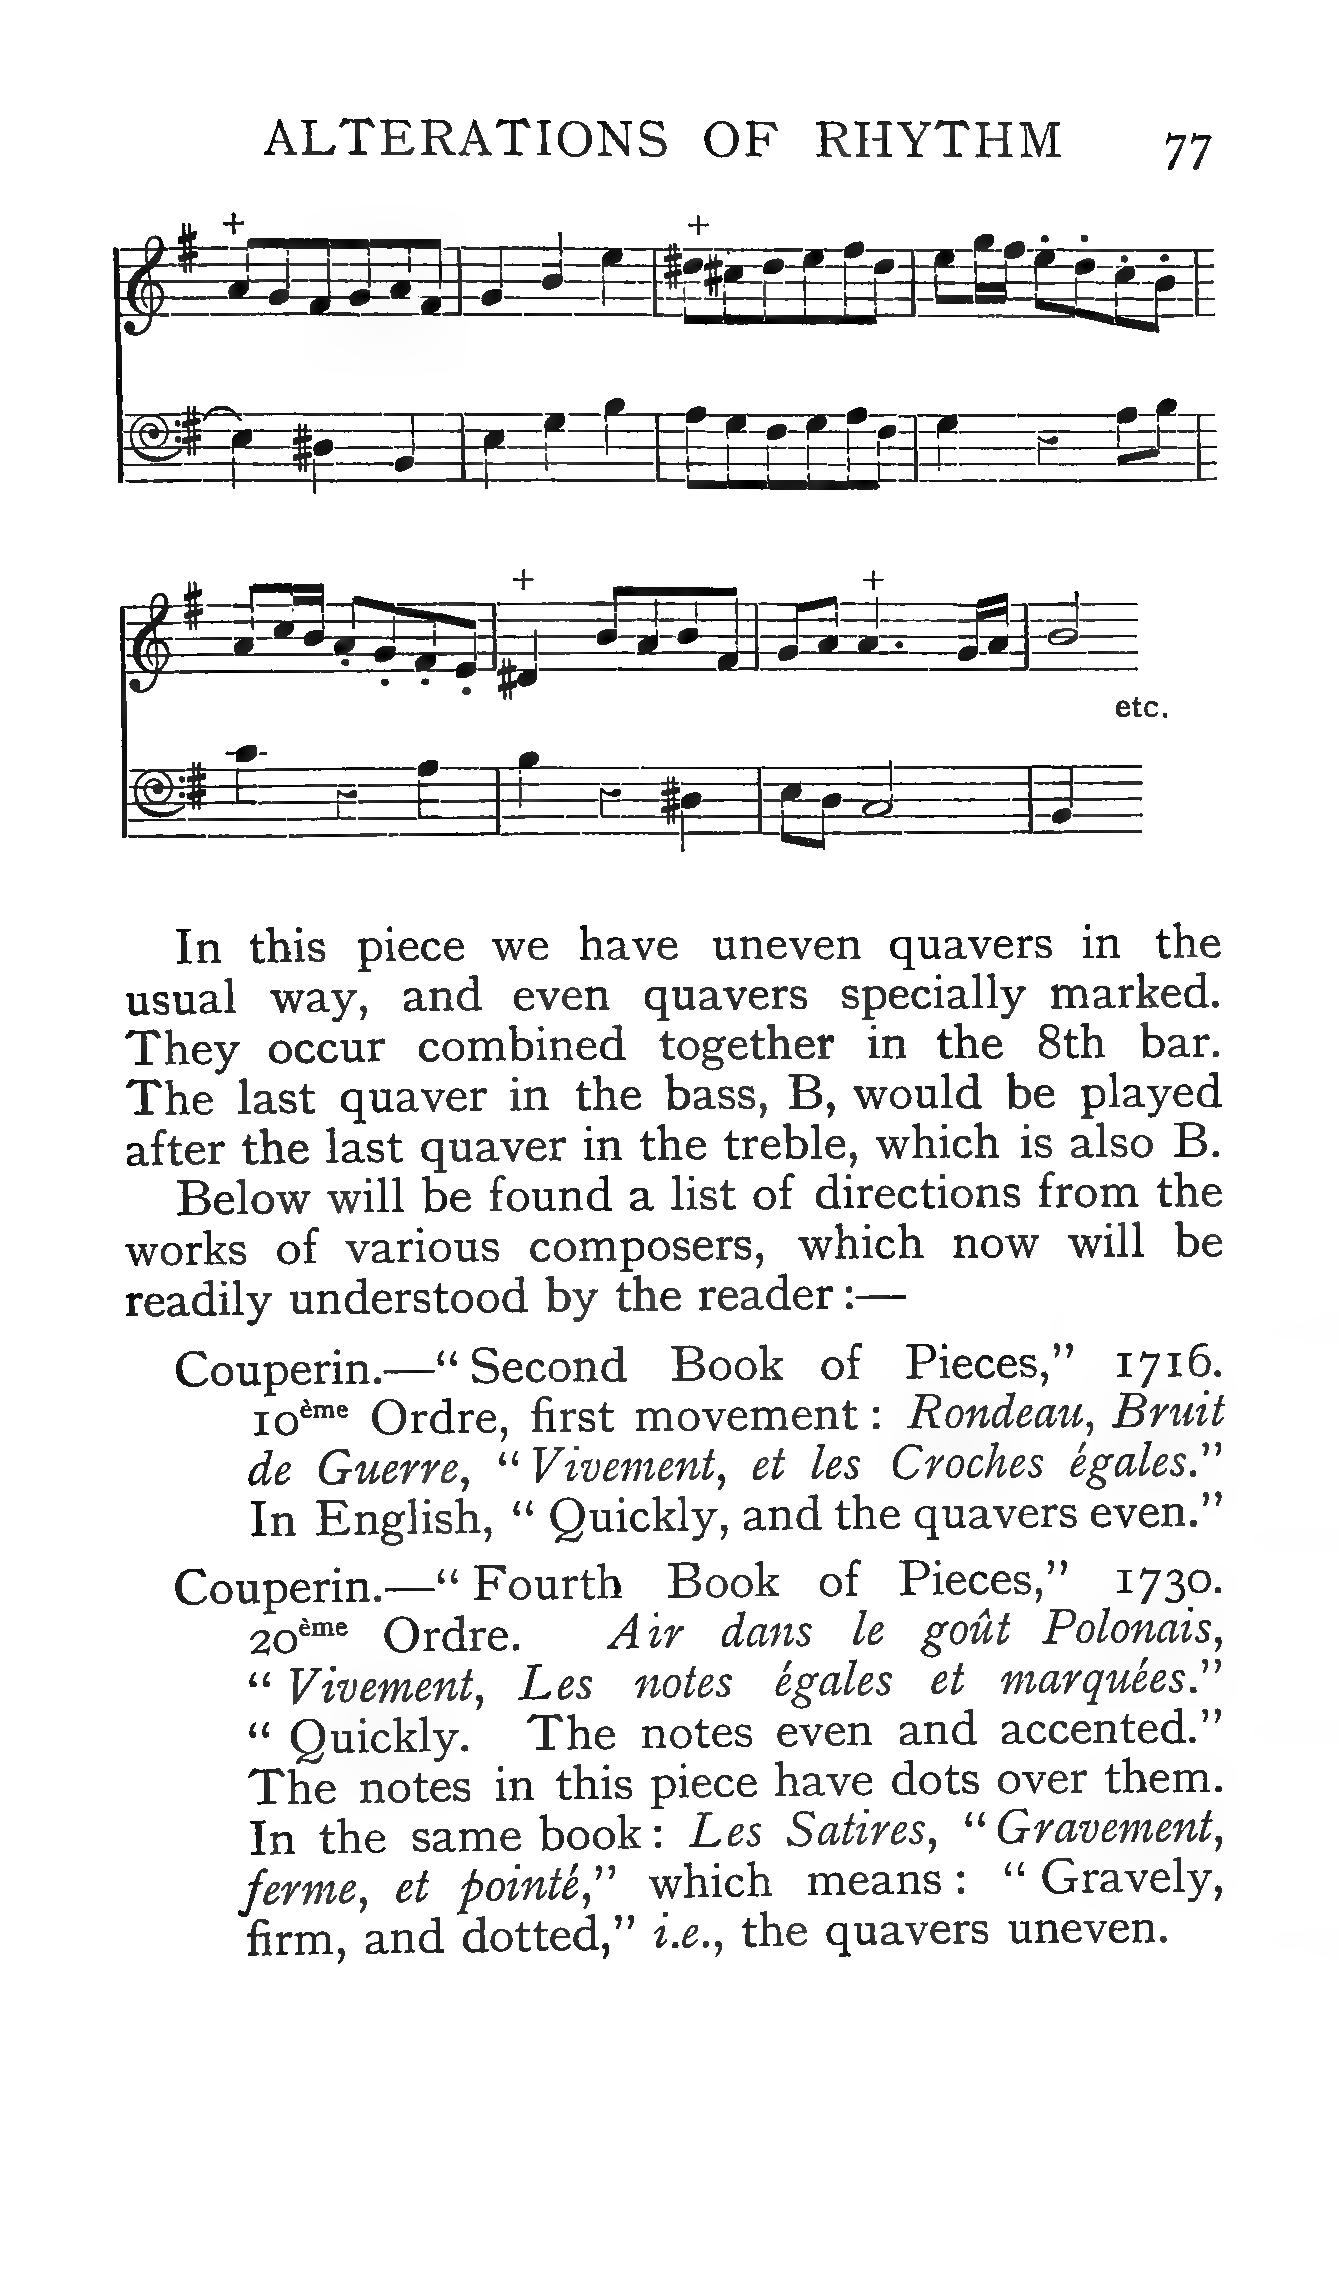 ALTERATIONS OF RHYTHM 77
etc.
In this piece we have uneven quavers in the
usual way, and even quavers specially marked.
They occur combined together in the 8th bar.
The last quaver in the bass, B, would be played
after the last quaver in the treble, which is also B.
Below will be found a list of directions from the
works of various composers, which now will be
readily understood by the reader:—
Couperin.—“Second Book of Pieces,” 1716.
10ème Ordre, first movement: Rondeau, Bruit
de Guerre, “Vivement, et les Croches égales.”
In English, “Quickly, and the quavers even.”
Couperin.—“Fourth Book of Pieces,” 1730.
20ème Ordre. Air dans le goût Polonais,
“Vivement, Les notes égales et marquées.”
“Quickly. The notes even and accented.”
The notes in this piece have dots over them.
In the same book: Les Satires, “Gravement,
ferme, et pointé,” which means: “Gravely,
firm, and dotted,” i.e., the quavers uneven.